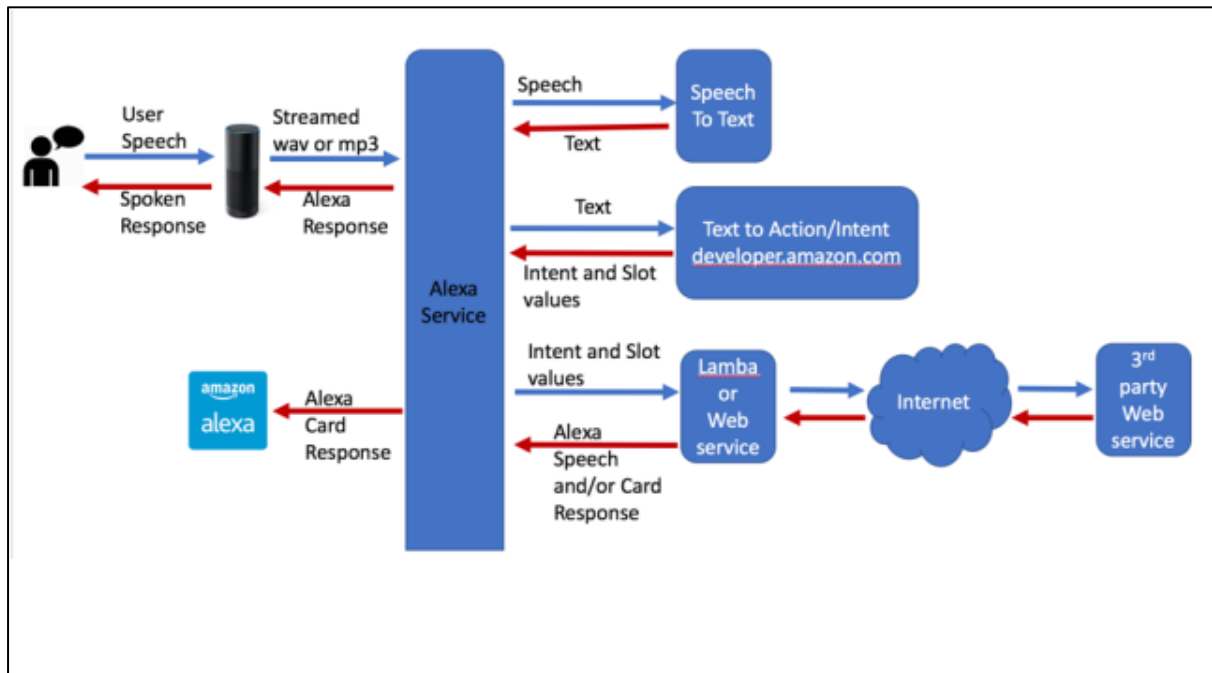 User
Speech
Spoken
Response
Streamed
wav or mp3
Alexa
Response
Alexa
Service
Speech
Text
Speech
To Text
Text
Intent and Slot
values
Text to Action/Intent
developer.amazon.com
Intent and Slot
values
Alexa
Speech
and/or Card
Response
Lamba
or
Web
service
Internet
3rd
party
Web
service
amazon
alexa
Alexa
Card
Response